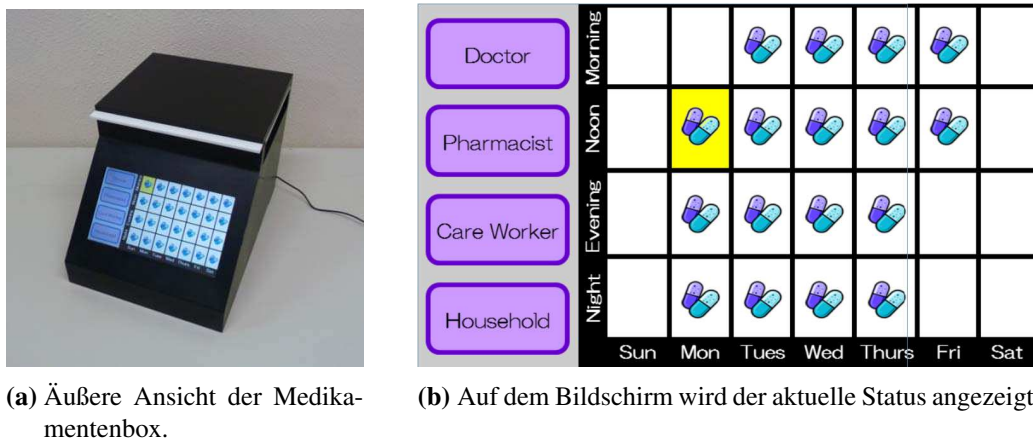 Doctor
Pharmacist
Care Worker
Household
Morning
Noon
Evening
Night
Sun Mon Tues Wed Thurs Fri Sat
(a) Äußere Ansicht der Medika-
mentenbox.
(b) Auf dem Bildschirm wird der aktuelle Status angezeigt